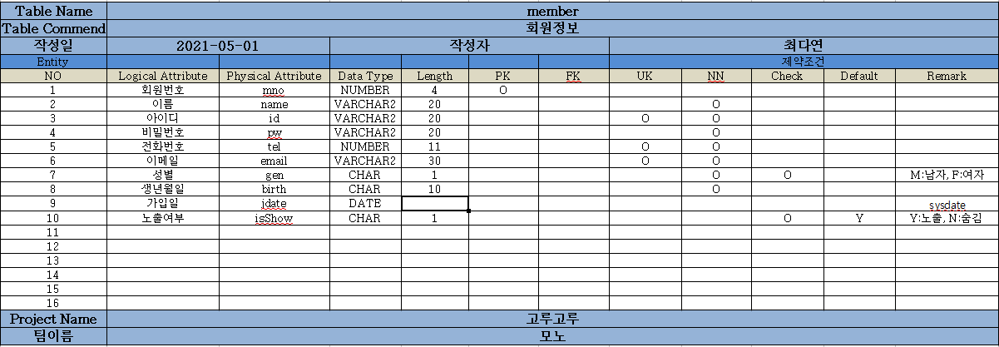 Table Name member
Table Commend 회원정보
작성일 2021-05-01 작성자 최다연
Entity 제약조건
NO Logical Attribute Physical Attribute Data Type Length PK FK UK NN Check Default Remark
1 회원번호 mno NUMBER 4 O
2 이름 name VARCHAR2 20 O
3 아이디 id VARCHAR2 20 O O
4 비밀번호 pw VARCHAR2 20 O
5 전화번호 tel NUMBER 11 O O
6 이메일 email VARCHAR2 30 O O
7 성별 gen CHAR 1 O O M:남자, F:여자
8 생년월일 birth CHAR 10 O
9 가입일 jdate DATE sysdate
10 노출여부 isShow CHAR 1 O Y Y:노출, N:숨김
11
12
13
14
15
16
Project Name 고루고루
팀이름 모노